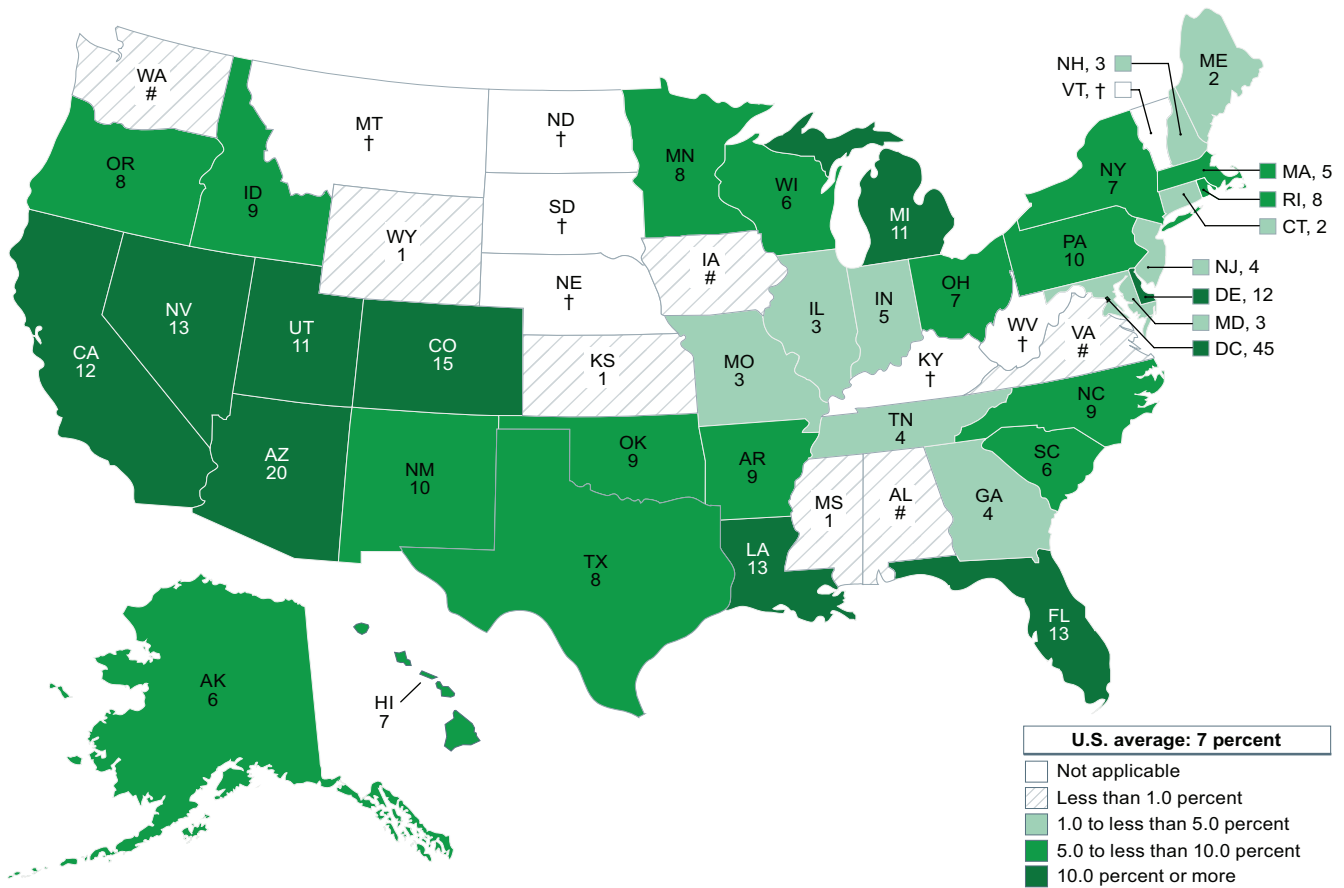 WA
#
MT
†
ND
†
MN
8
OR
8
ID
9
WY
1
SD
†
WI
6
MI
11
NY
7
NH, 3
VT, †
ME
2
MA, 5
RI, 8
CT, 2
NJ, 4
DE, 12
MD, 3
DC, 45
CA
12
NV
13
UT
11
CO
15
NE
†
IA
#
IL
3
IN
5
OH
7
PA
10
WV
†
VA
#
KS
1
MO
3
KY
†
AZ
20
NM
10
OK
9
AR
9
TN
4
NC
9
SC
6
TX
8
LA
13
MS
1
AL
#
GA
4
FL
13
AK
6
HI
7
U.S. average: 7 percent
Not applicable
Less than 1.0 percent
1.0 to less than 5.0 percent
5.0 to less than 10.0 percent
10.0 percent or more